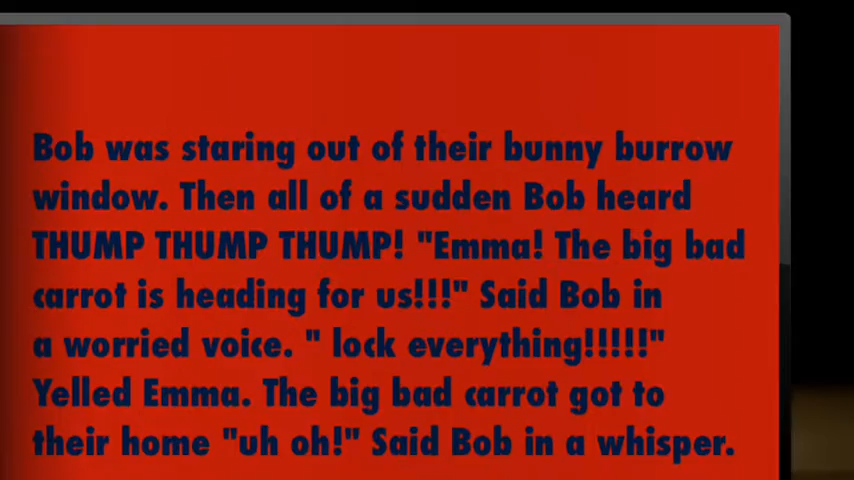 Bob was staring out of their bunny burrow
window. Then all of a sudden Bob heard
THUMP THUMP THUMP! "Emma! The big bad
carrot is heading for us!!!" Said Bob in
a worried voice. " lock everything!!!!!"
Yelled Emma. The big bad carrot got to
their home "uh oh!" Said Bob in a whisper.